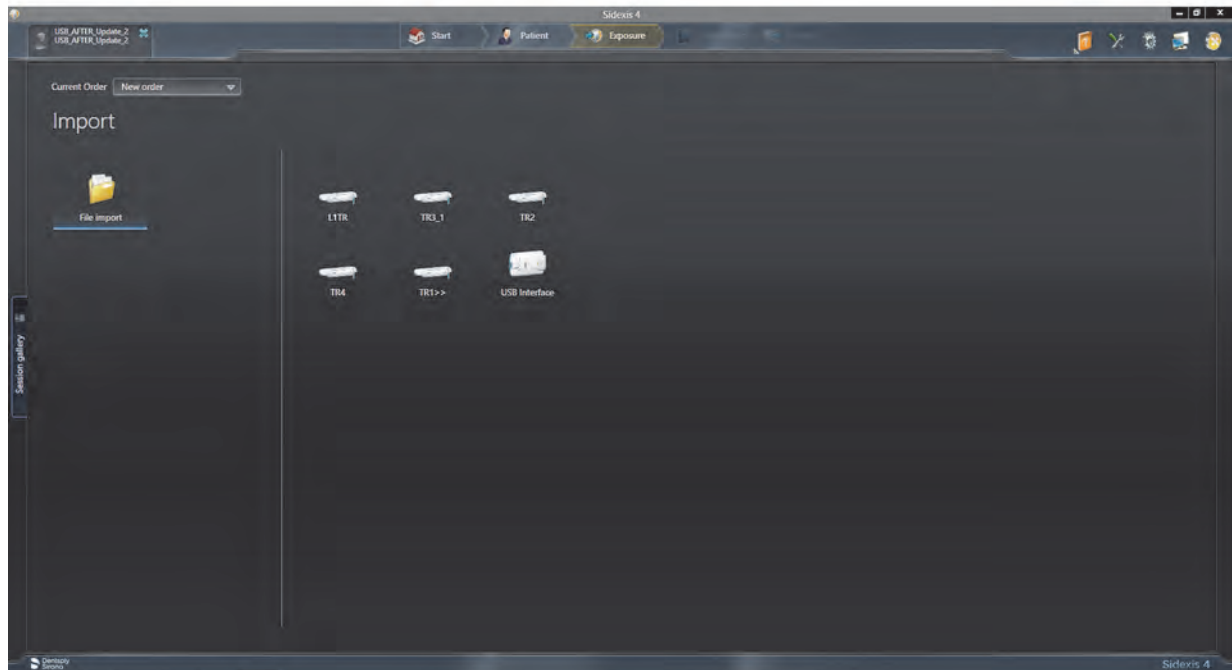 Sidexis 4
USB_AFTER_Update_2
USB_AFTER_Update_2
Start
Patient
Exposure
Current Order New order
Import
File import
L1TR TR3_1 TR2
TR4 TR1>> USB Interface
Session gallery
Dentsply
Sirona
Sidexis 4